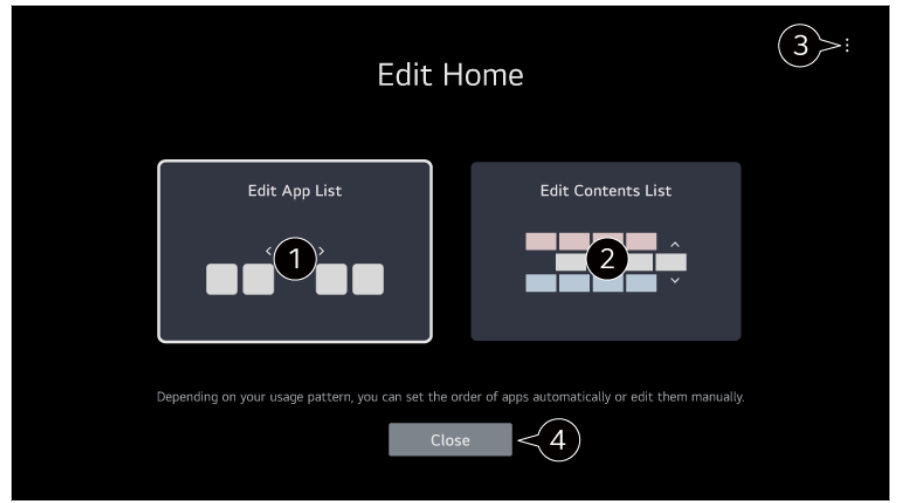 3
Edit Home
Edit App List
Edit Contents List
1
2
Depending on your usage pattern, you can set the order of apps automatically or edit them manually.
Close
4